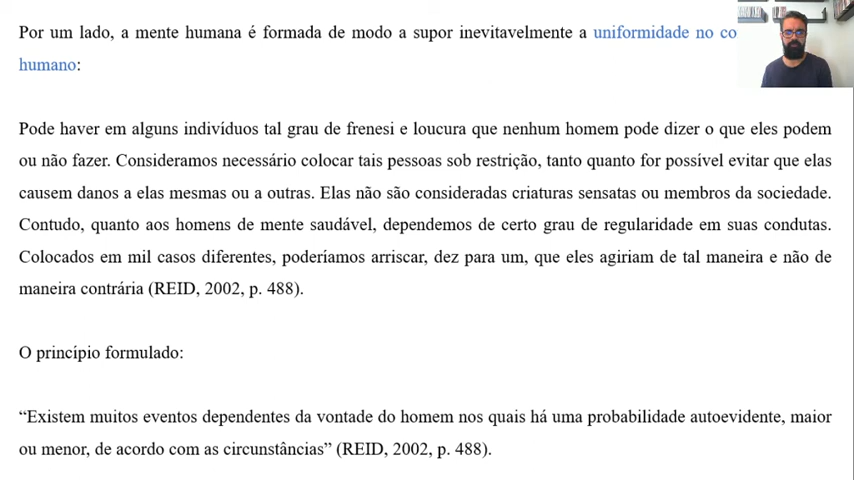 Por um lado, a mente humana é formada de modo a supor inevitavelmente a uniformidade no
humano:
Pode haver em alguns indivíduos tal grau de frenesi e loucura que nenhum homem pode dizer o que eles podem
ou não fazer. Consideramos necessário colocar tais pessoas sob restrição, tanto quanto for possível evitar que elas
causem danos a elas mesmas ou a outras. Elas não são consideradas criaturas sensatas ou membros da sociedade.
Contudo, quanto aos homens de mente saudável, dependemos de certo grau de regularidade em suas condutas.
Colocados em mil casos diferentes, poderíamos arriscar, dez para um, que eles agiriam de tal maneira e não de
maneira contrária (REID, 2002, p. 488).
O princípio formulado:
“Existem muitos eventos dependentes da vontade do homem nos quais há uma probabilidade autoevidente, maior
ou menor, de acordo com as circunstâncias” (REID, 2002, p. 488).